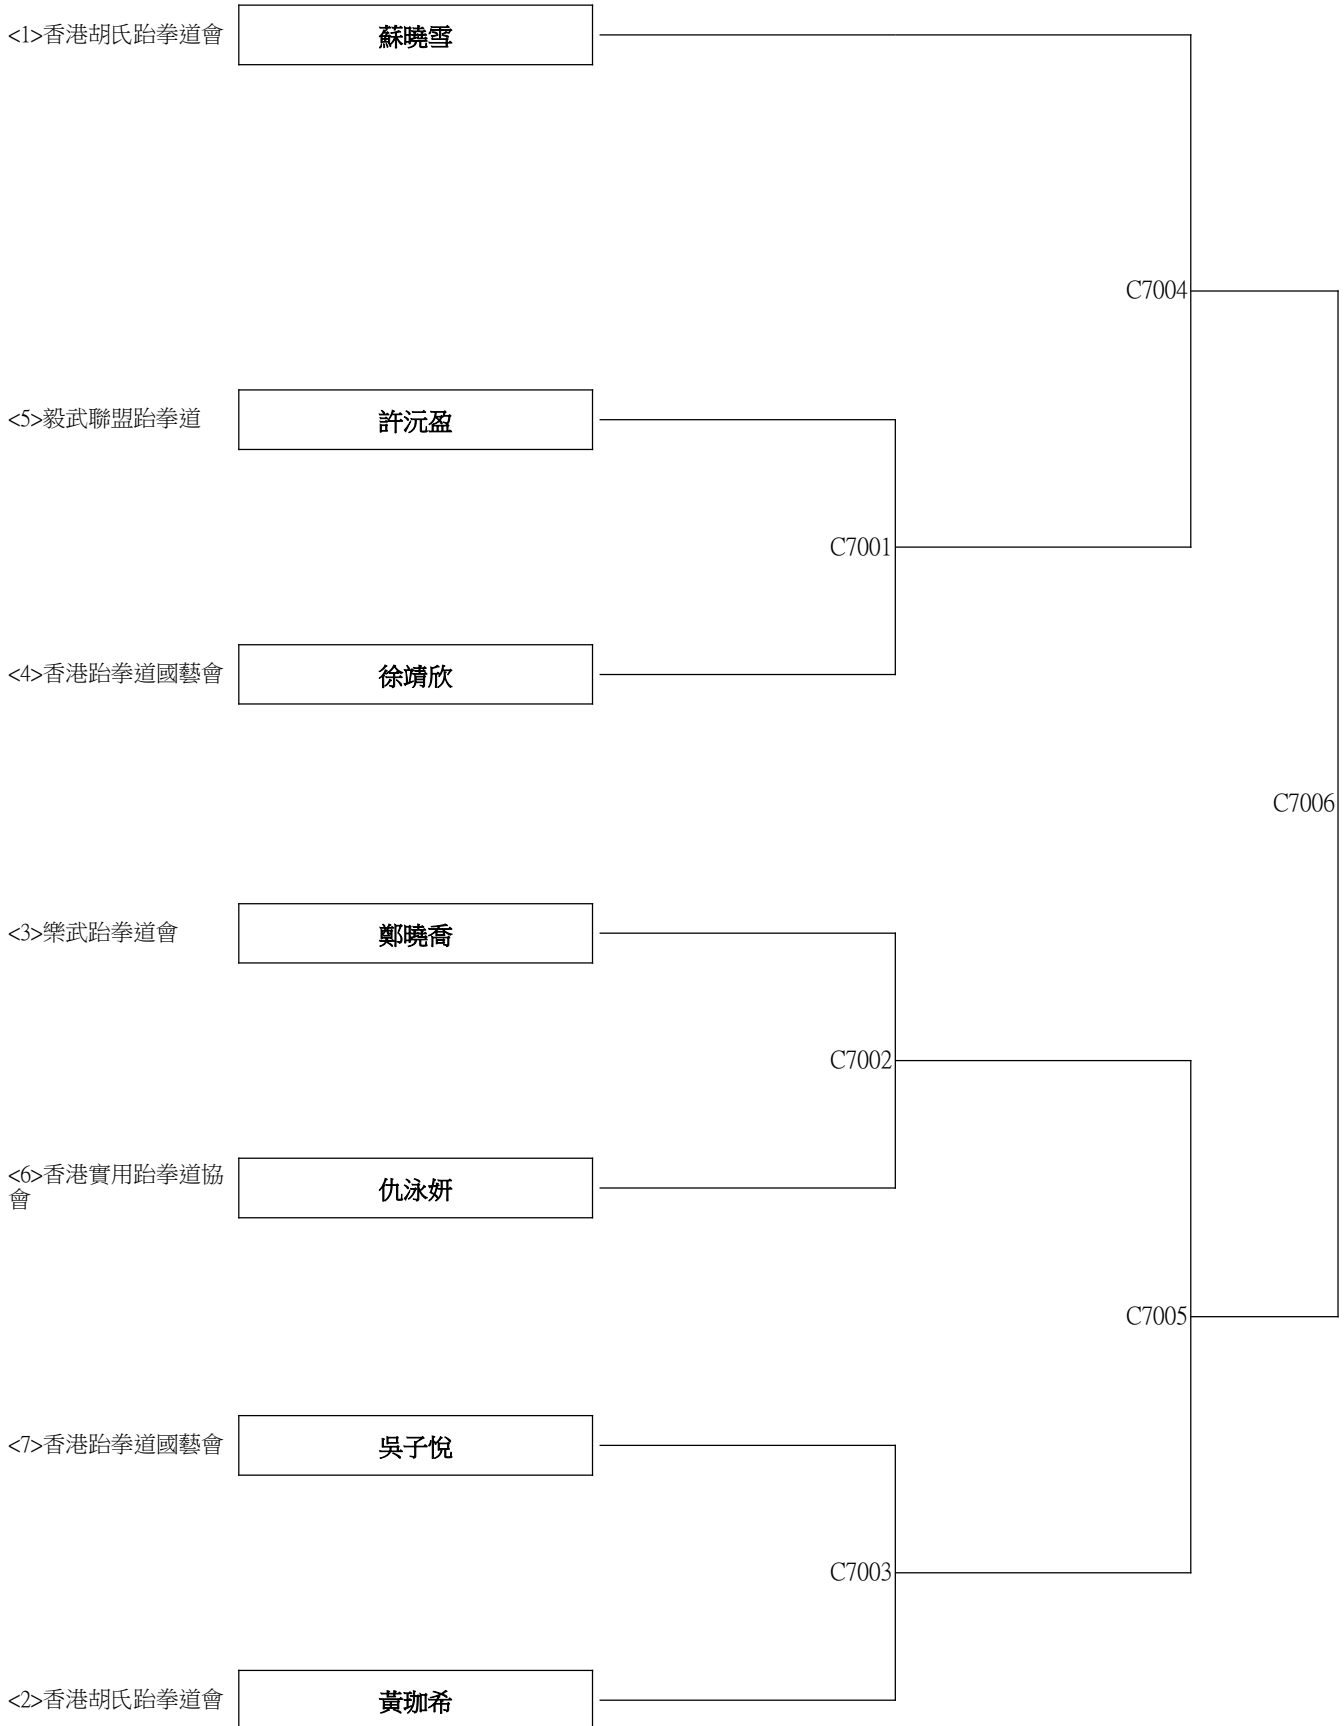 <1>香港胡氏跆拳道會
蘇曉雪
C7004
<5>毅武聯盟跆拳道
許沅盈
C7001
<4>香港跆拳道國藝會
徐靖欣
C7006
<3>樂武跆拳道會
鄭曉喬
C7002
<6>香港實用跆拳道協
會
仇泳妍
C7005
<7>香港跆拳道國藝會
吳子悅
C7003
<2>香港胡氏跆拳道會
黃珈希